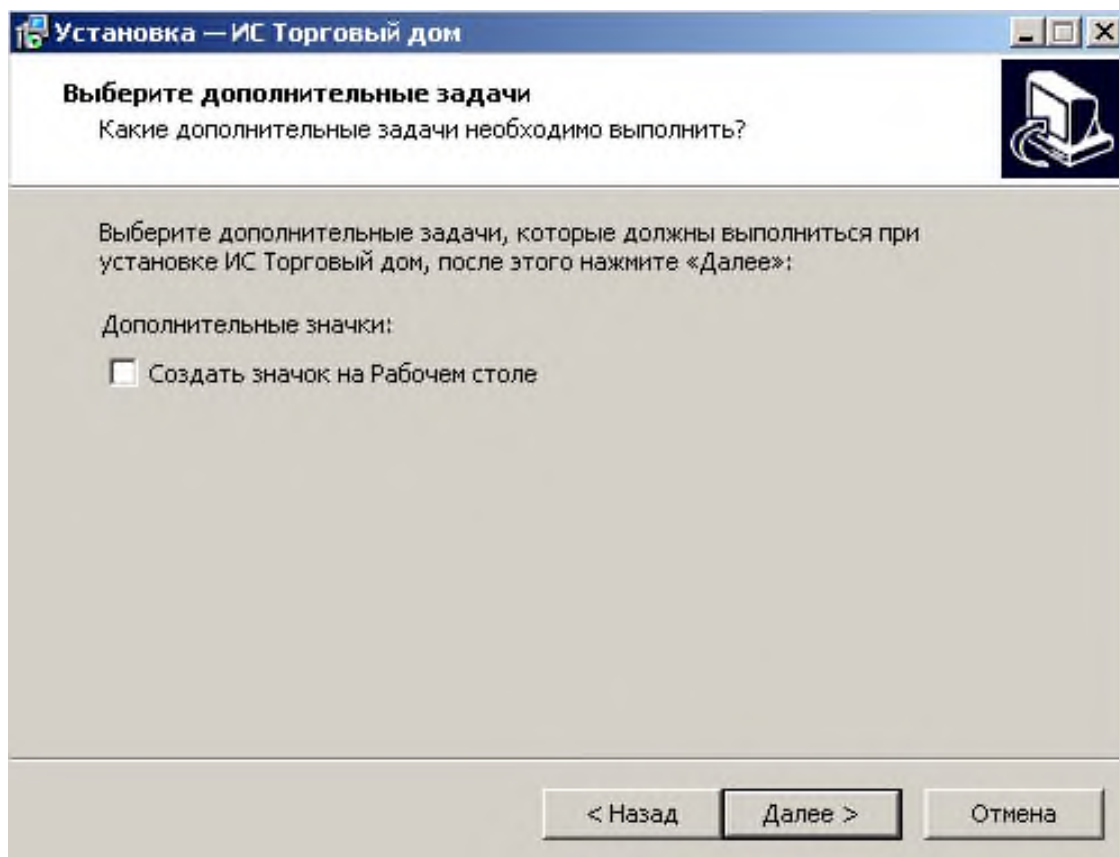 Установка — ИС Торговый дом
Выберите дополнительные задачи
Какие дополнительные задачи необходимо выполнить?
Выберите дополнительные задачи, которые должны выполниться при
установке ИС Торговый дом, после этого нажмите «Далее»:
Дополнительные значки:
Создать значок на Рабочем столе
< Назад
Далее >
Отмена